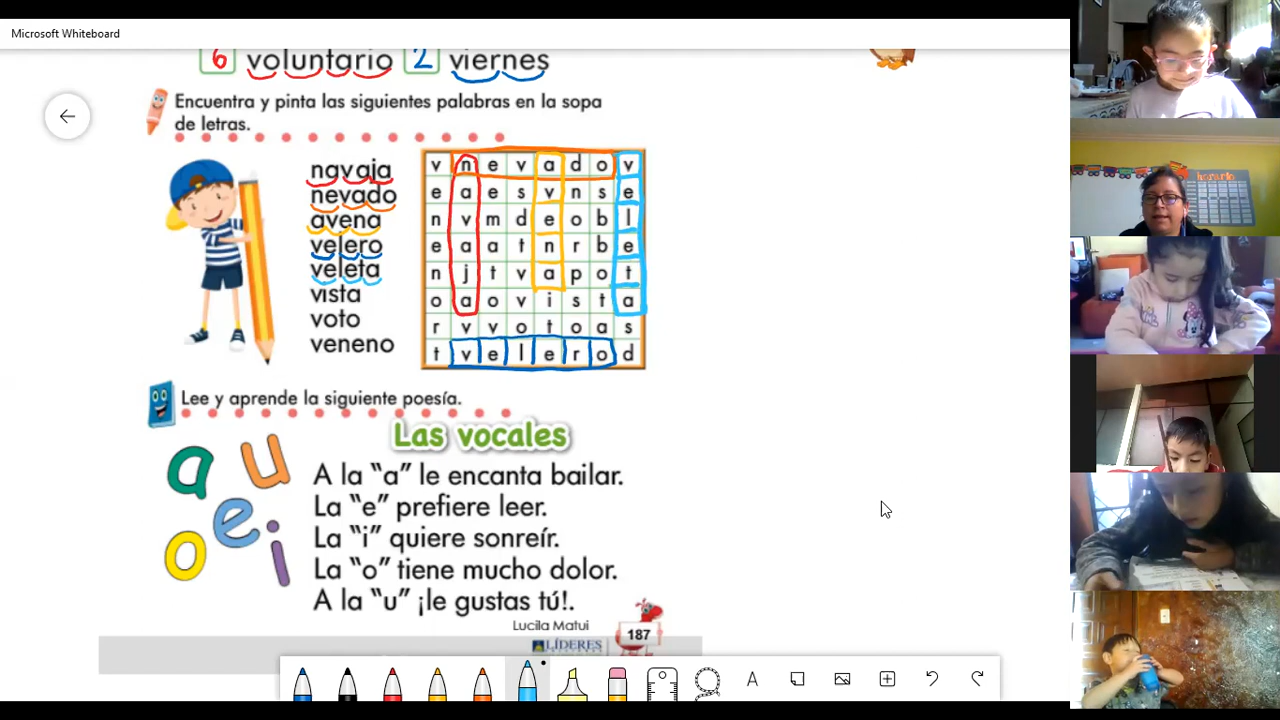 Microsoft Whiteboard
6 voluntario 2 viernes
Encuentra y pinta las siguientes palabras en la sopa
de letras.
navaja
nevado
avena
velero
veleta
vista
voto
veneno
v n e v a d o v
e a e s v n s e
n v m d e o b l
e a a t n r b e
n j t v a p o t
o a o v i s t a
r v v o t o a s
t v e l e r o d
Lee y aprende la siguiente poesía.
Las vocales
a u e o i
A la "a" le encanta bailar.
La "e" prefiere leer.
La "i" quiere sonreír.
La "o" tiene mucho dolor.
A la "u" ¡le gustas tú!.
Lucila Matui
LÍDERES
187
A
horario